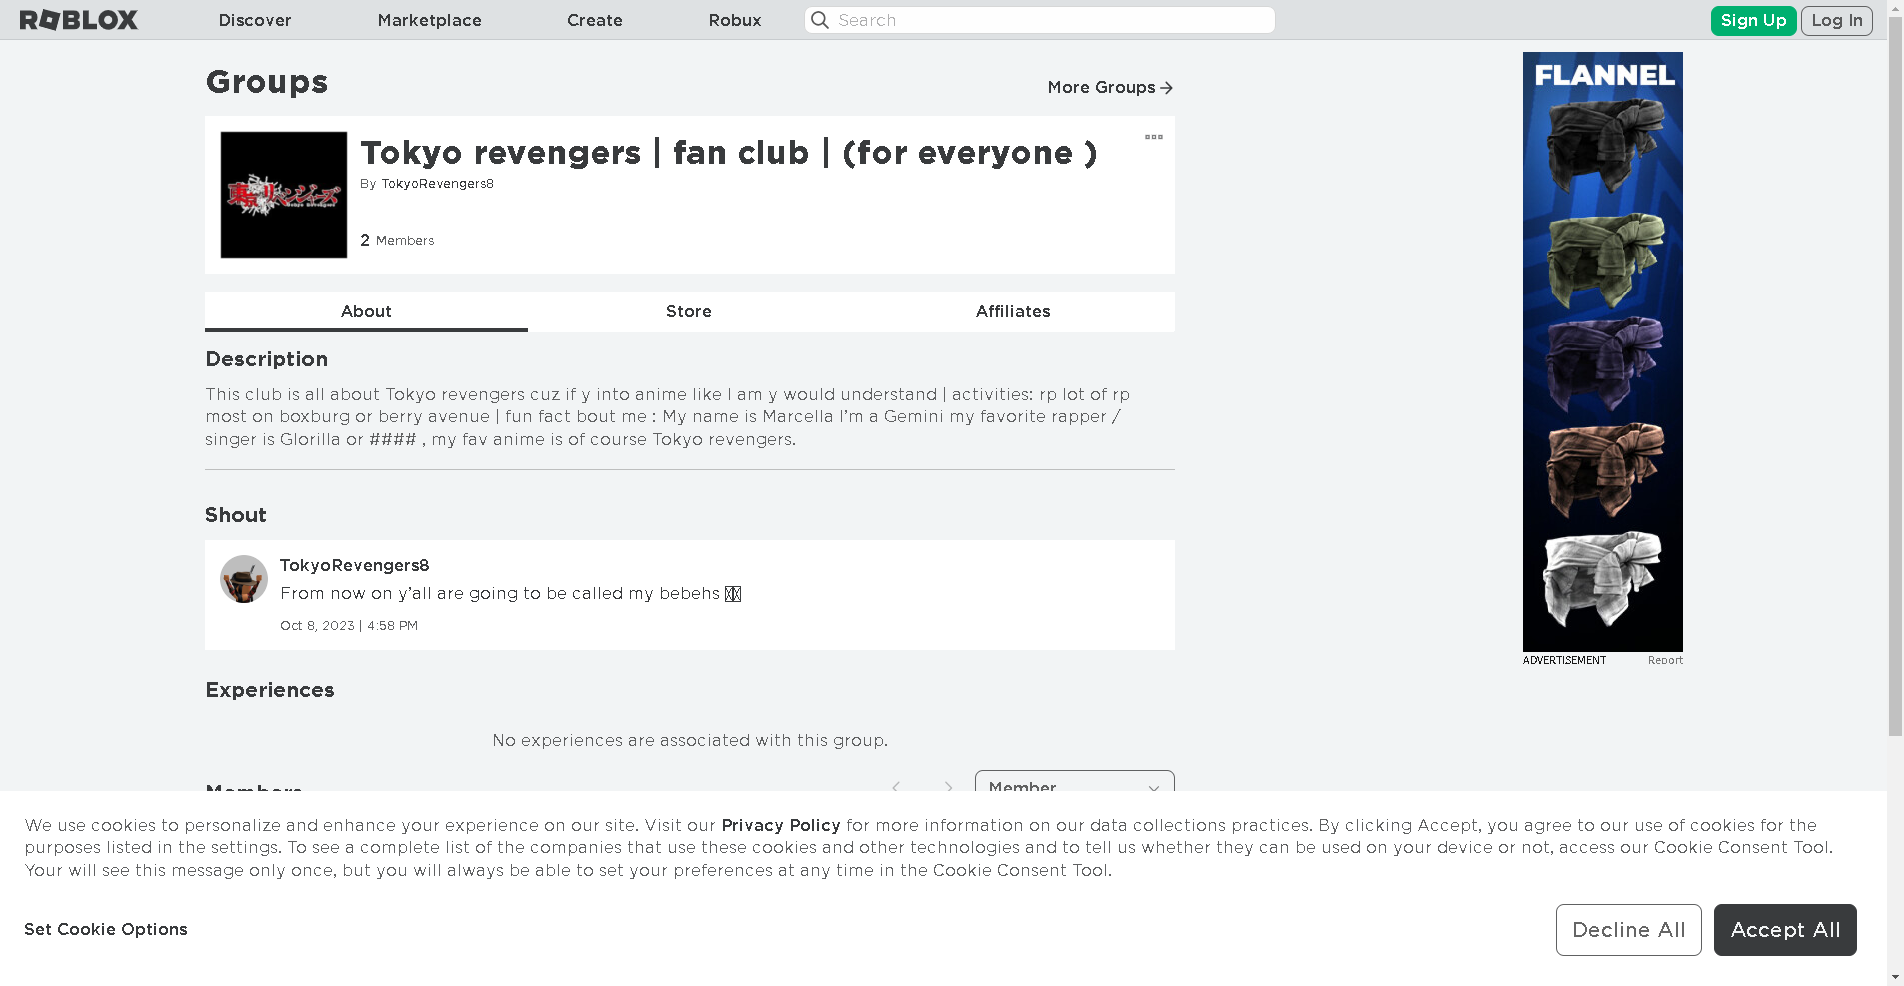 ROBLOX Discover Marketplace Create Robux Search Sign Up Log In
Groups
More Groups
Tokyo revengers | fan club | (for everyone )
By TokyoRevengers8
2 Members
東京リベンジャーズ
About Store Affiliates
Description
This club is all about Tokyo revengers cuz if y into anime like I am y would understand | activities: rp lot of rp
most on boxburg or berry avenue | fun fact bout me : My name is Marcella I’m a Gemini my favorite rapper /
singer is Glorilla or #### , my fav anime is of course Tokyo revengers.
Shout
TokyoRevengers8
From now on y’all are going to be called my bebehs
Oct 8, 2023 | 4:58 PM
Experiences
No experiences are associated with this group.
Members
Member
FLANNEL
ADVERTISEMENT Report
We use cookies to personalize and enhance your experience on our site. Visit our Privacy Policy for more information on our data collections practices. By clicking Accept, you agree to our use of cookies for the
purposes listed in the settings. To see a complete list of the companies that use these cookies and other technologies and to tell us whether they can be used on your device or not, access our Cookie Consent Tool.
Your will see this message only once, but you will always be able to set your preferences at any time in the Cookie Consent Tool.
Set Cookie Options
Decline All
Accept All